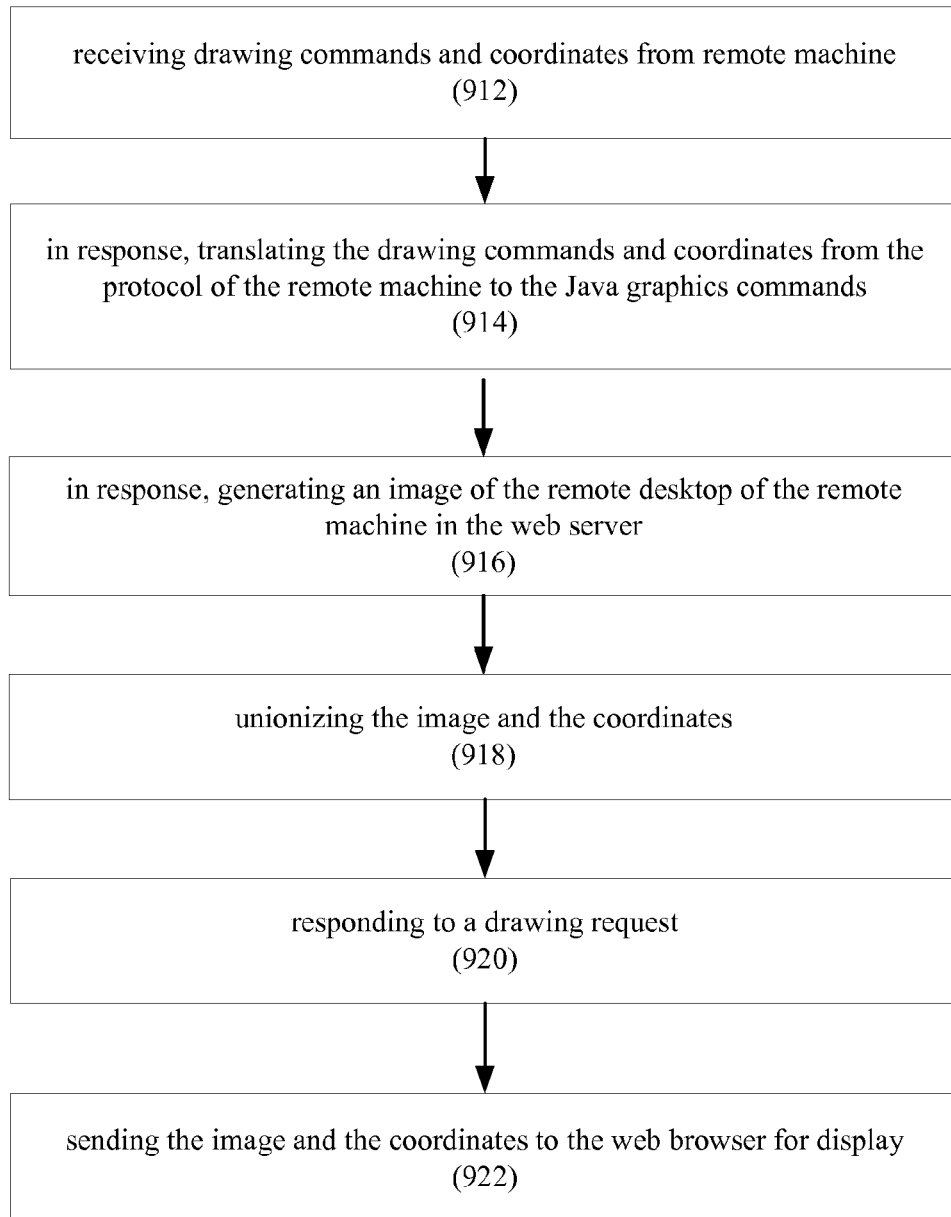 receiving drawing commands and coordinates from remote machine
(912)
in response, translating the drawing commands and coordinates from the
protocol of the remote machine to the Java graphics commands
(914)
in response, generating an image of the remote desktop of the remote
machine in the web server
(916)
unionizing the image and the coordinates
(918)
responding to a drawing request
(920)
sending the image and the coordinates to the web browser for display
(922)